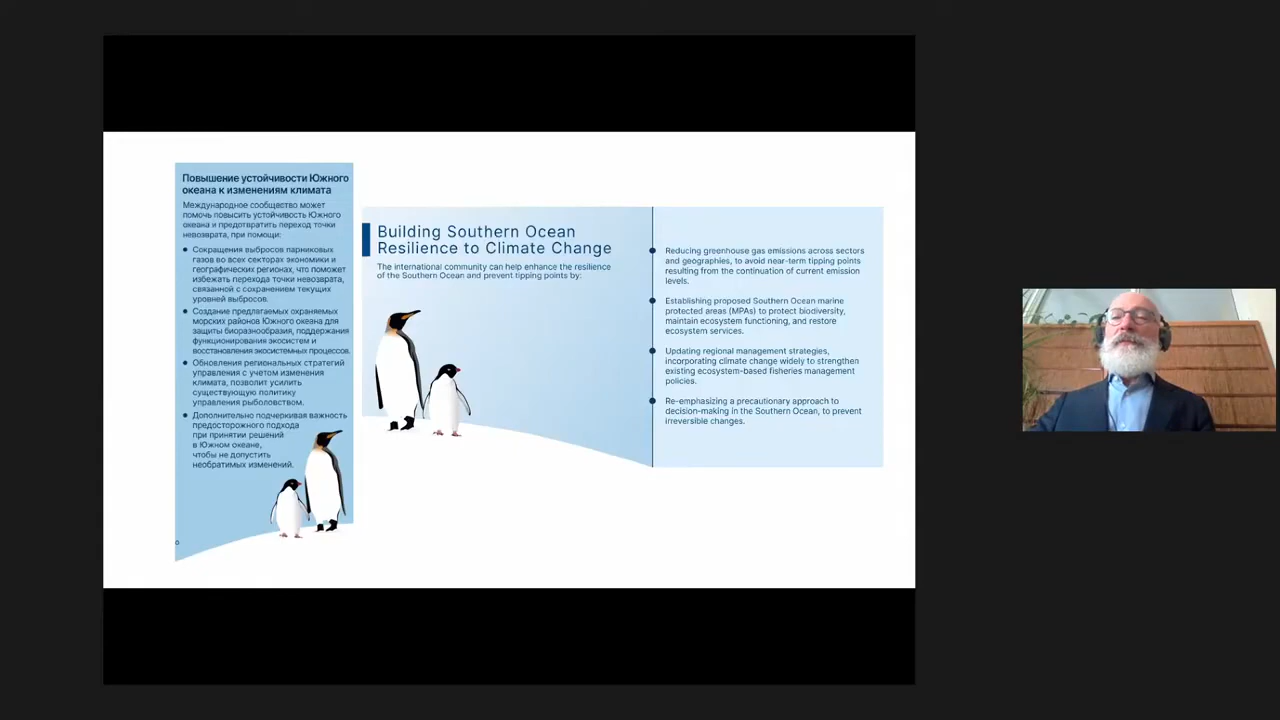 Повышение устойчивости Южного
океана к изменениям климата
Международное сообщество может
помочь повысить устойчивость Южного
океана и предотвратить переход точки
невозврата, при помощи:
Сокращения выбросов парниковых
газов во всех секторах экономики и
географических регионах, что поможет
избежать перехода точки невозврата,
связанной с сохранением текущих
уровней выбросов.
Создание предлагаемых охраняемых
морских районов Южного океана для
защиты биоразнообразия, поддержания
функционирования экосистем и
восстановления экосистемных процессов.
Обновления региональных стратегий
управления с учетом изменения
климата, позволит усилить
существующую политику
управления рыболовством.
Дополнительно подчеркивая важность
предосторожного подхода
при принятии решений
в Южном океане,
чтобы не допустить
необратимых изменений.
Building Southern Ocean
Resilience to Climate Change
The international community can help enhance the resilience
of the Southern Ocean and prevent tipping points by:
Reducing greenhouse gas emissions across sectors
and geographies, to avoid near-term tipping points
resulting from the continuation of current emission
levels.
Establishing proposed Southern Ocean marine
protected areas (MPAs) to protect biodiversity,
maintain ecosystem functioning, and restore
ecosystem services.
Updating regional management strategies,
incorporating climate change widely to strengthen
existing ecosystem-based fisheries management
policies.
Re-emphasizing a precautionary approach to
decision-making in the Southern Ocean, to prevent
irreversible changes.